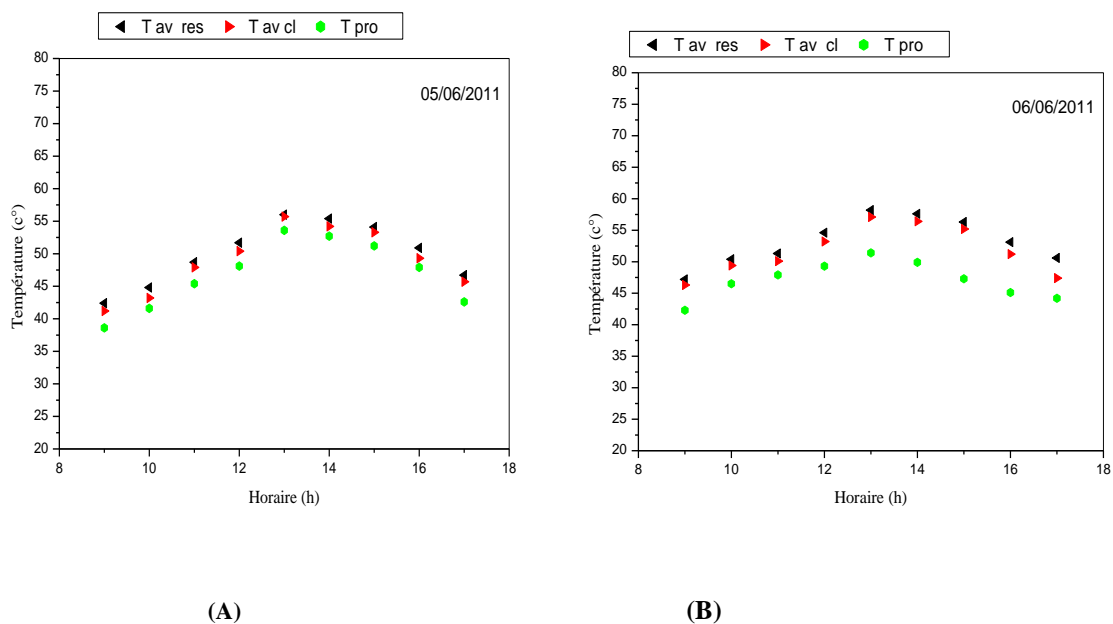 T av res T av cl T pro
05/06/2011
80
75
70
65
60
55
50
45
40
35
30
25
20
Température (c°)
8 10 12 14 16 18
Horaire (h)
(A)
T av res T av cl T pro
06/06/2011
80
75
70
65
60
55
50
45
40
35
30
25
20
Température (c°)
8 10 12 14 16 18
Horaire (h)
(B)